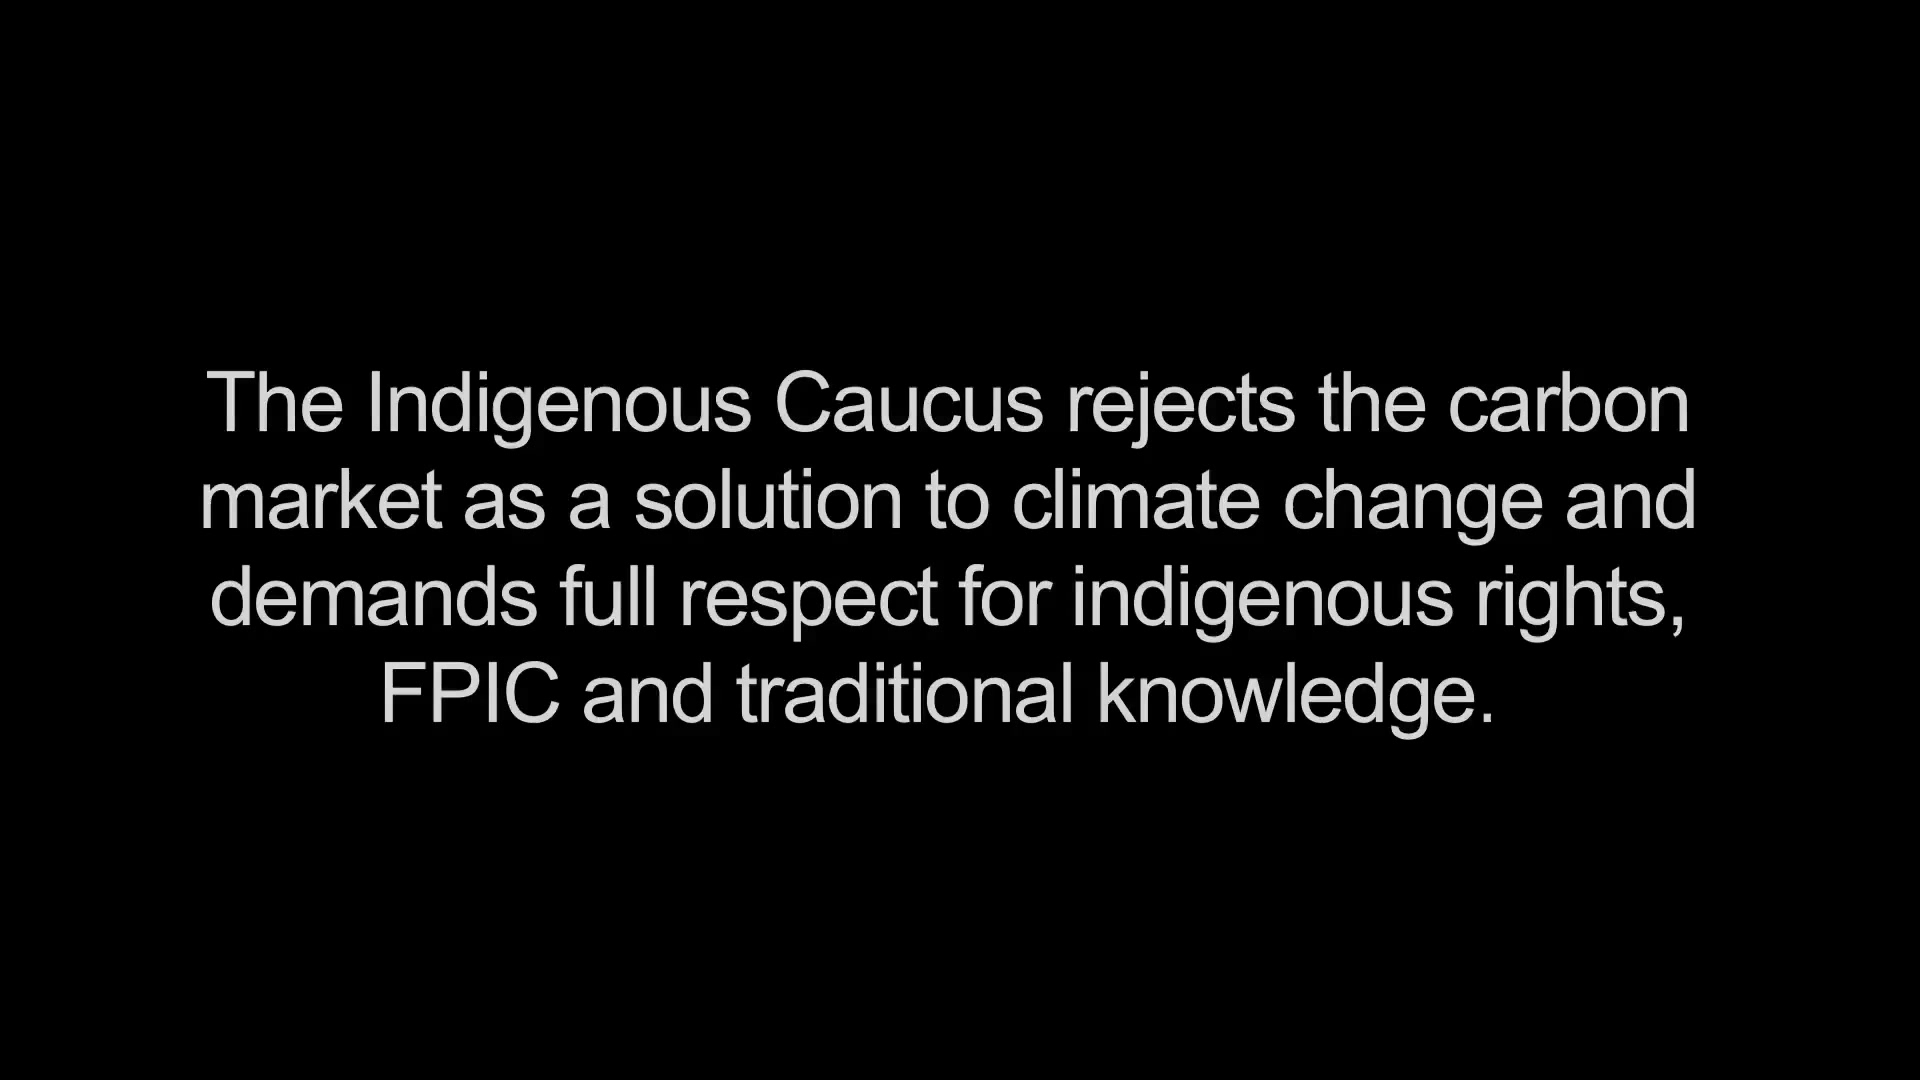 The Indigenous Caucus rejects the carbon
market as a solution to climate change and
demands full respect for indigenous rights,
FPIC and traditional knowledge.